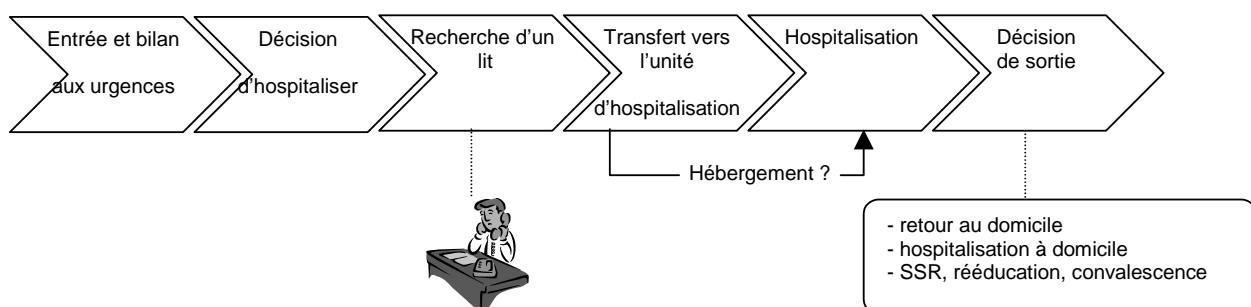 Entrée et bilan
aux urgences
Décision
d’hospitaliser
Recherche d’un
lit
Transfert vers
l’unité
d’hospitalisation
Hospitalisation
Décision
de sortie
Hébergement ?
- retour au domicile
- hospitalisation à domicile
- SSR, rééducation, convalescence